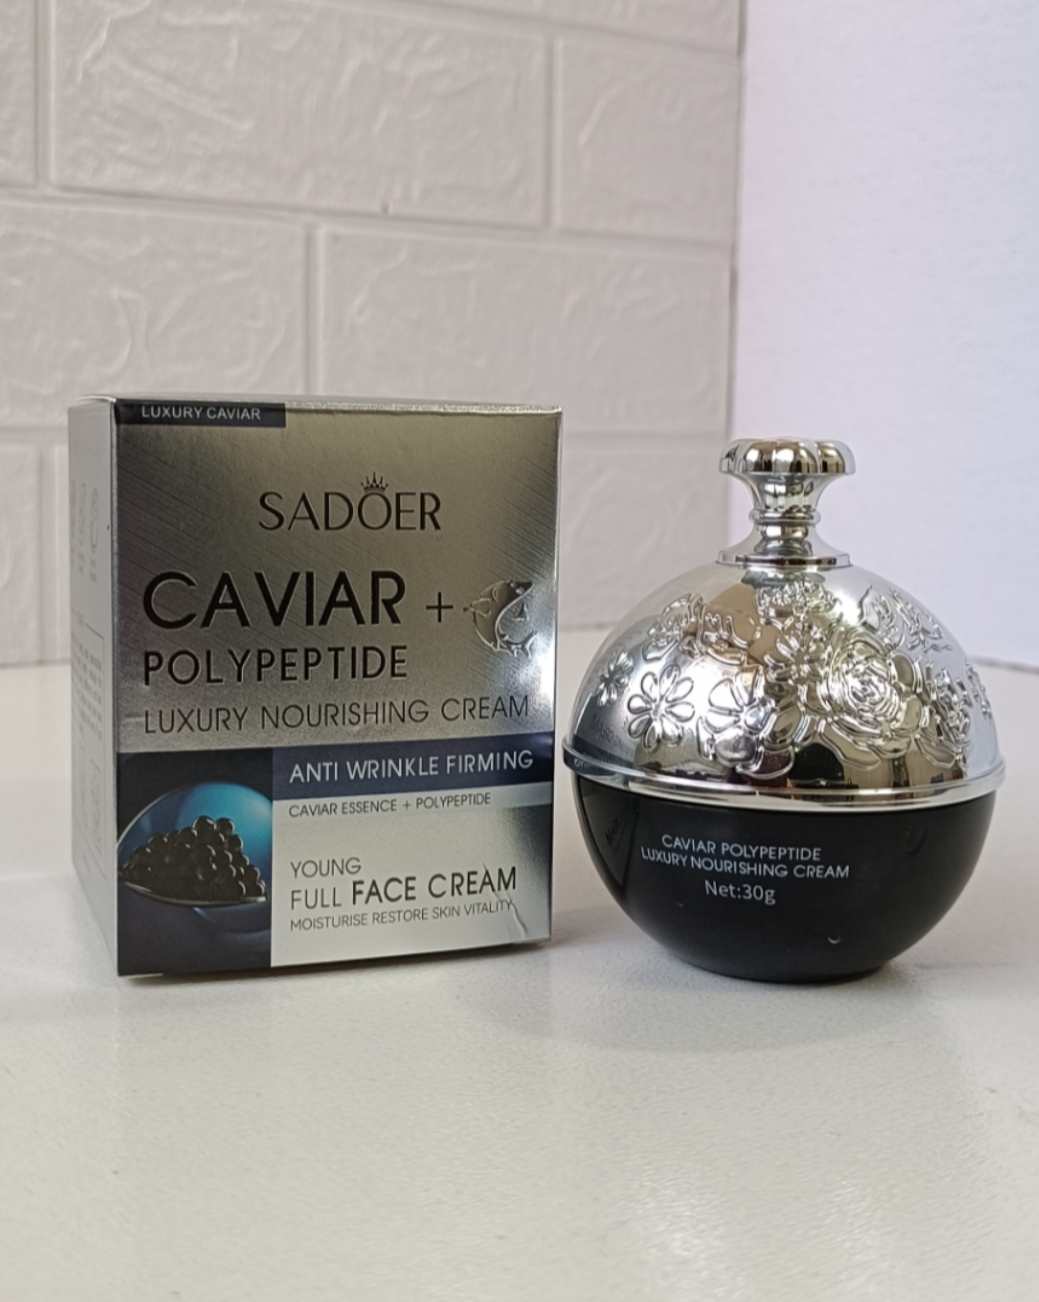 LUXURY CAVIAR
SADOER
CAVIAR +
POLYPEPTIDE
LUXURY NOURISHING CREAM
ANTI WRINKLE FIRMING
CAVIAR ESSENCE + POLYPEPTIDE
YOUNG
FULL FACE CREAM
MOISTURISE RESTORE SKIN VITALITY
CAVIAR POLYPEPTIDE
LUXURY NOURISHING CREAM
Net:30g